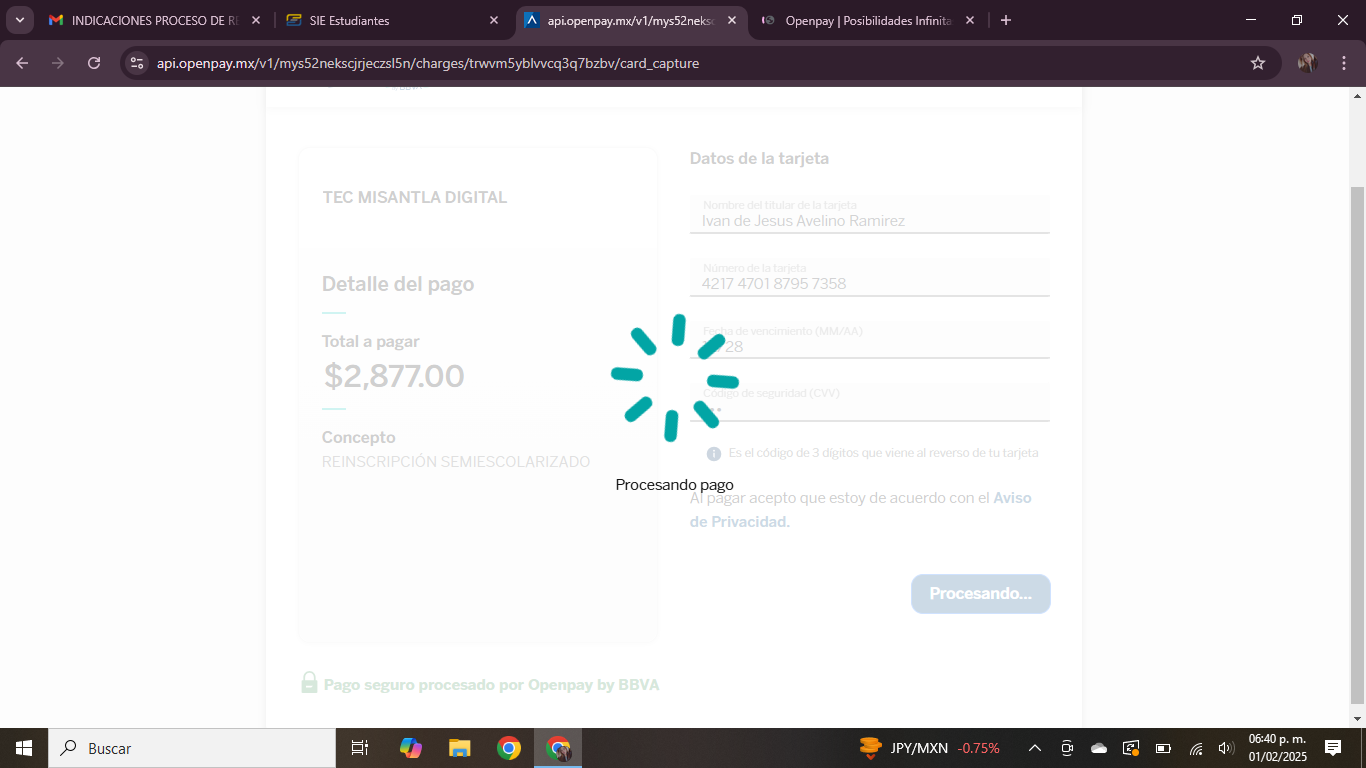 INDICACIONES PROCESO DE RE
SIE Estudiantes
api.openpay.mx/v1/mys52neksc
Openpay | Posibilidades Infinita
api.openpay.mx/v1/mys52nekscjrjeczsl5n/charges/trwvm5yblvvcq3q7bzbv/card_capture
TEC MISANTLA DIGITAL
Detalle del pago
Total a pagar
$2,877.00
Concepto
REINSCRIPCIÓN SEMIESCOLARIZADO
Datos de la tarjeta
Nombre del titular de la tarjeta
Ivan de Jesus Avelino Ramirez
Número de la tarjeta
4217 4701 8795 7358
Fecha de vencimiento (MM/AA)
28
Código de seguridad (CVV)
Es el código de 3 dígitos que viene al reverso de tu tarjeta
Procesando pago
Al pagar acepto que estoy de acuerdo con el Aviso
de Privacidad.
Procesando...
Pago seguro procesado por Openpay by BBVA
Buscar
JPY/MXN -0.75%
06:40 p. m.
01/02/2025